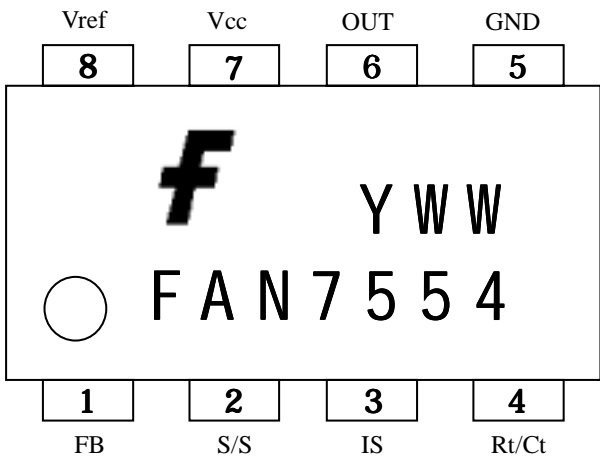 Vref Vcc OUT GND
8 7 6 5
f
YWW
FAN7554
1 2 3 4
FB S/S IS Rt/Ct